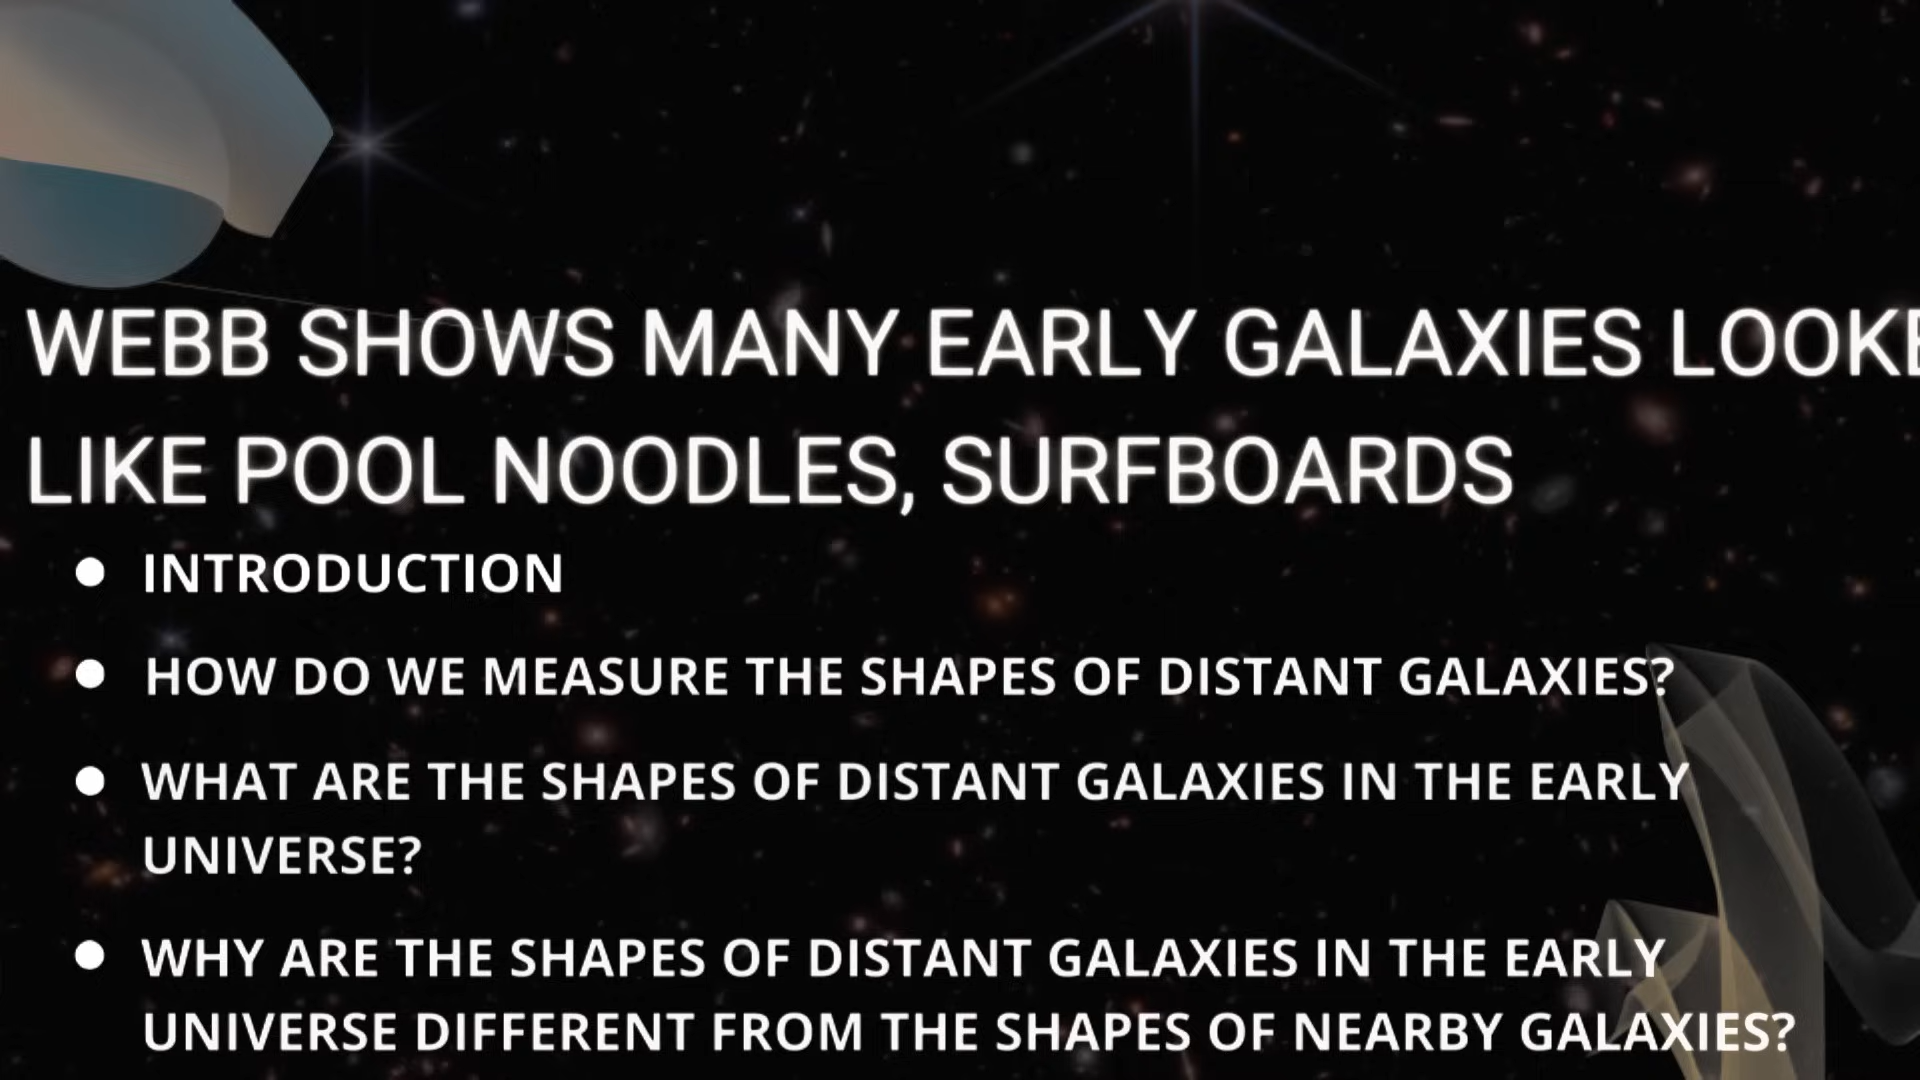 WEBB SHOWS MANY EARLY GALAXIES LOOKE
LIKE POOL NOODLES, SURFBOARDS
● INTRODUCTION
● HOW DO WE MEASURE THE SHAPES OF DISTANT GALAXIES?
● WHAT ARE THE SHAPES OF DISTANT GALAXIES IN THE EARLY
UNIVERSE?
● WHY ARE THE SHAPES OF DISTANT GALAXIES IN THE EARLY
UNIVERSE DIFFERENT FROM THE SHAPES OF NEARBY GALAXIES?